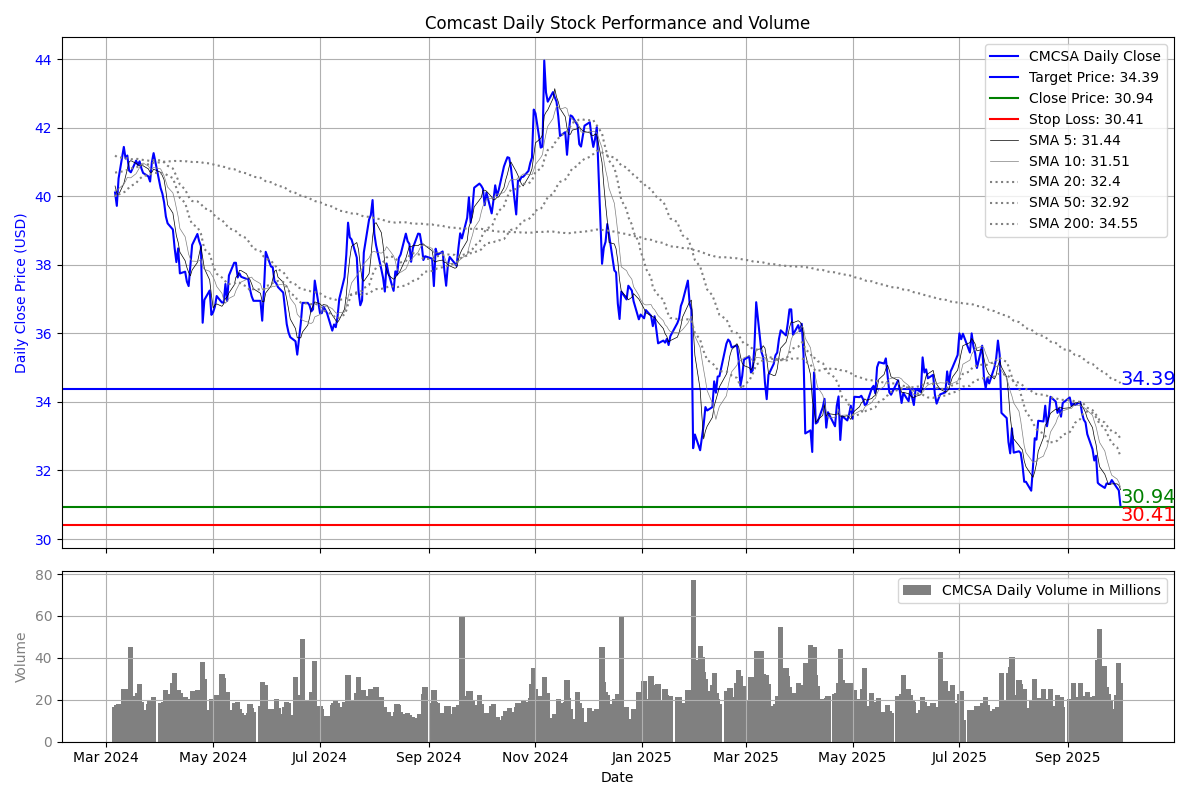 Comcast Daily Stock Performance and Volume
Daily Close Price (USD)
44
42
40
38
36
34
32
30
CMCSA Daily Close
Target Price: 34.39
Close Price: 30.94
Stop Loss: 30.41
SMA 5: 31.44
SMA 10: 31.51
SMA 20: 32.4
SMA 50: 32.92
SMA 200: 34.55
34.39
30.94
30.41
Volume
80
60
40
20
0
CMCSA Daily Volume in Millions
Mar 2024 May 2024 Jul 2024 Sep 2024 Nov 2024 Jan 2025 Mar 2025 May 2025 Jul 2025 Sep 2025
Date